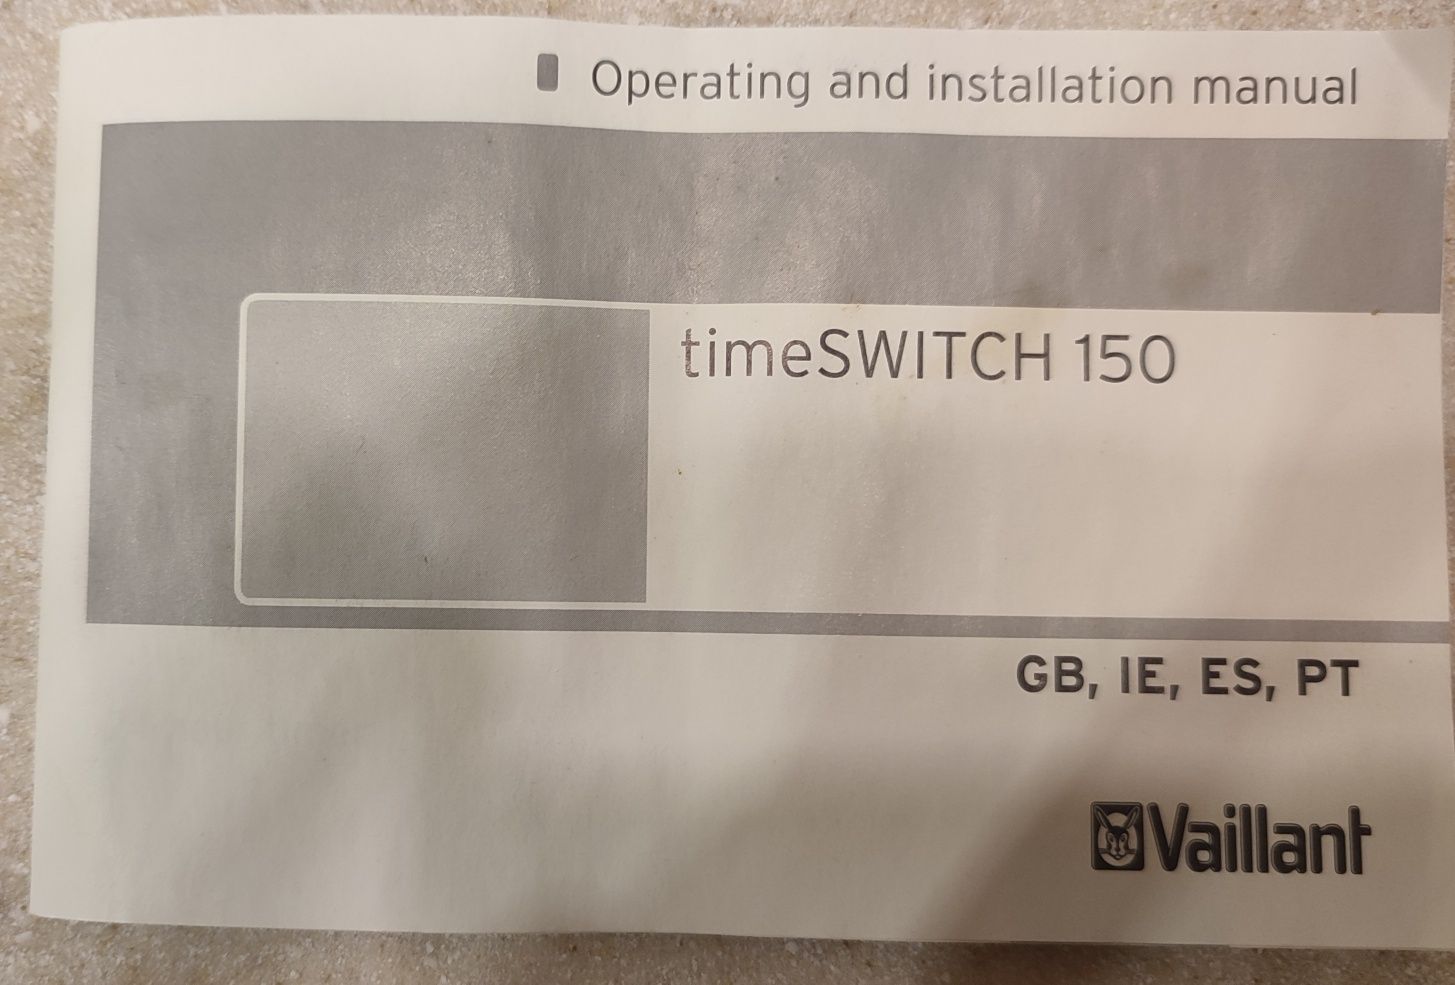 Operating and installation manual
timeSWITCH 150
GB, IE, ES, PT
Vaillant